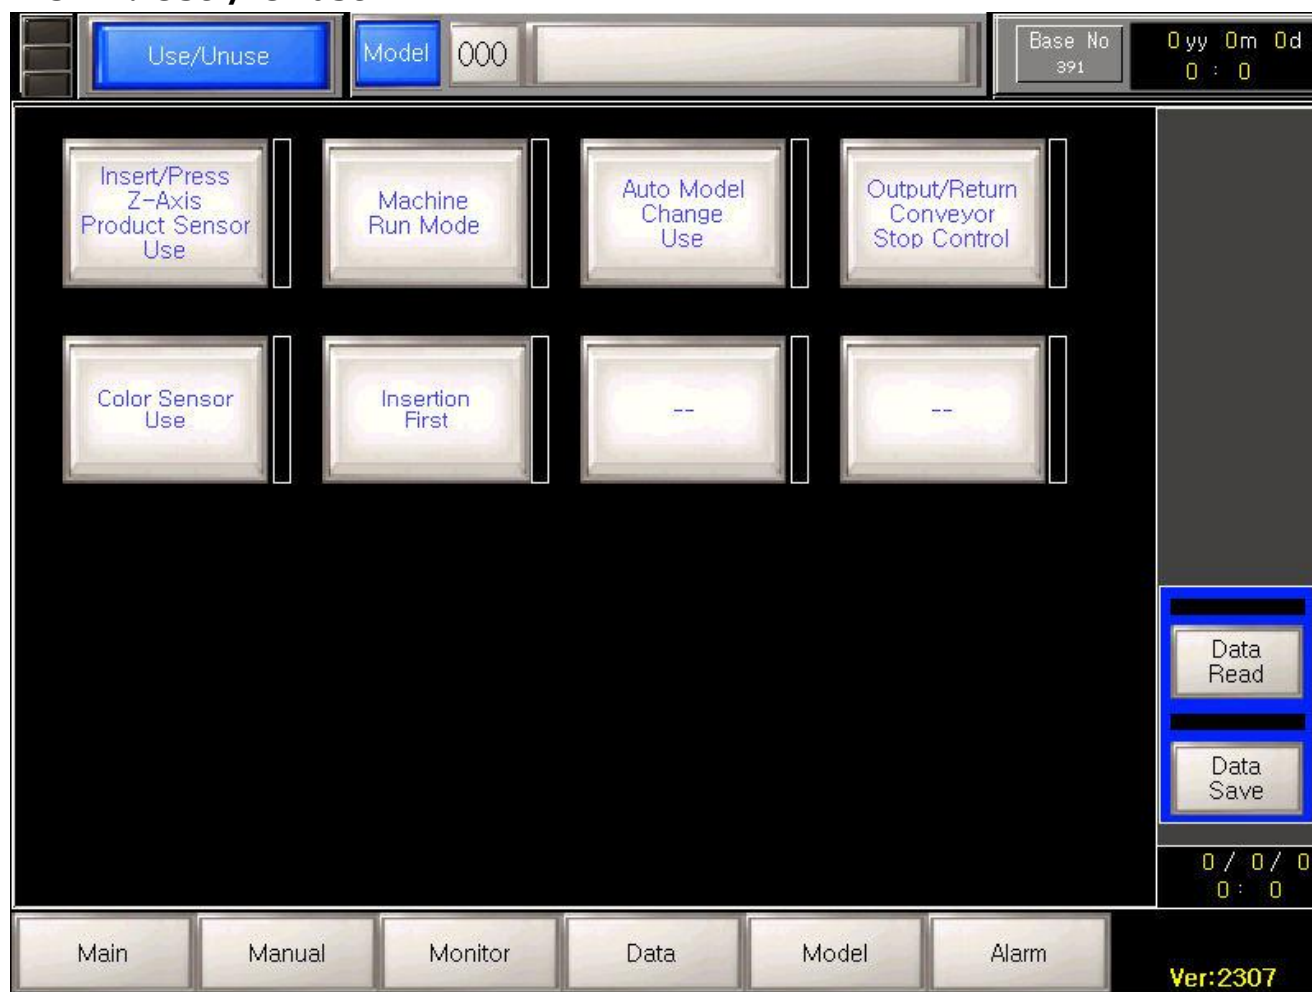 Use/Unuse
Model
000
Base No
391
0 yy 0m 0d
0 : 0
Insert/Press
Z-Axis
Product Sensor
Use
Machine
Run Mode
Auto Model
Change
Use
Output/Return
Conveyor
Stop Control
Color Sensor
Use
Insertion
First
--
--
Data
Read
Data
Save
0 / 0 / 0
0 : 0
Main
Manual
Monitor
Data
Model
Alarm
Ver:2307